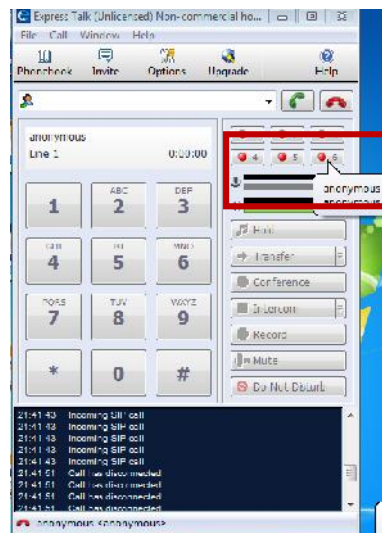 Express Talk (Unlicensed) Non-commercial ho...
File Call Window Help
Phonebook Invite Options Upgrade Help
anonymous
Line 1 0:00:00
4 5 6
anonymous
anonymous
1 ABC 2 DEF 3
GHI 4 JKL 5 MNO 6
PQRS 7 TUV 8 WXYZ 9
* 0 #
Hold
Transfer
Conference
Intercom
Record
Mute
Do Not Disturb
21:41:43 Incoming SIP call
21:41:43 Incoming SIP call
21:41:43 Incoming SIP call
21:41:43 Incoming SIP call
21:41:51 Call has disconnected
21:41:51 Call has disconnected
21:41:51 Call has disconnected
21:41:51 Call has disconnected
anonymous <anonymous>